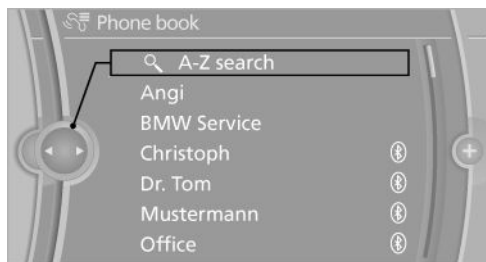 Phone book
A-Z search
Angi
BMW Service
Christoph
Dr. Tom
Mustermann
Office